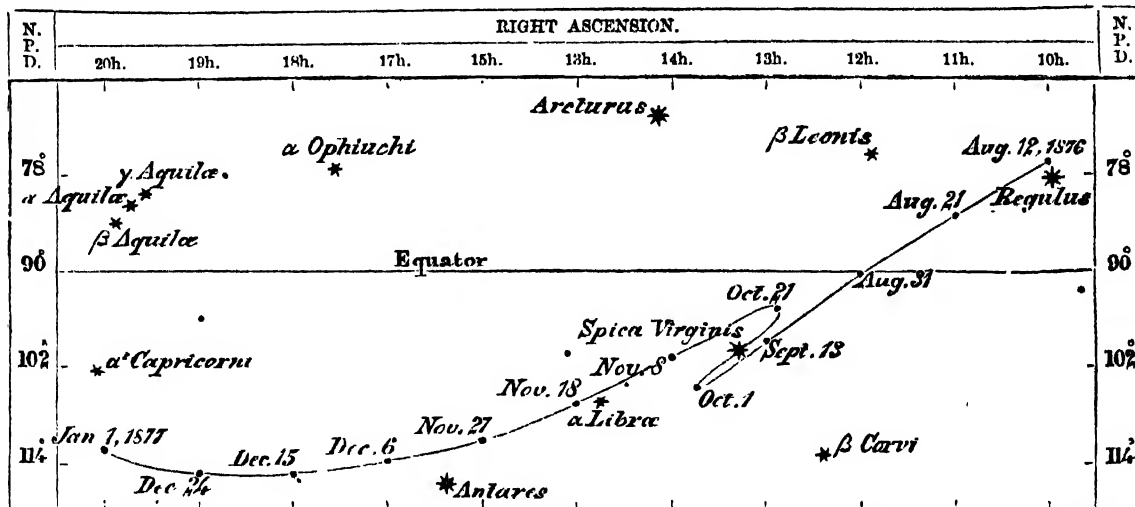 N. P. D.
RIGHT ASCENSION.
N. P. D.
20h. 19h. 18h. 17h. 15h. 13h. 14h. 13h. 12h. 11h. 10h.
Arcturus
β Leonis
α Ophiuchi
Aug. 12, 1876
78°
78°
γ Aquilæ
α Aquilæ
Regulus
Aug. 21
β Aquilæ
Equator
90°
90°
Aug. 31
Oct. 21
Spica Virginis
Sept. 13
102°
102°
α² Capricorni
Nov. 8
Nov. 18
Oct. 1
α Libræ
Nov. 27
Jan 1, 1877
Dec. 6
Dec. 15
β Corvi
114°
114°
Dec. 24
Antares